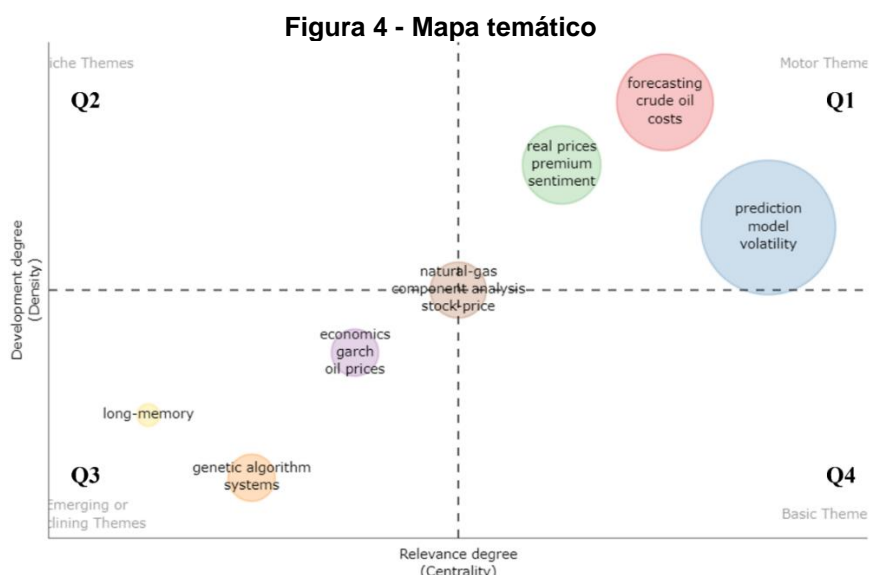 Figura 4 - Mapa temático
iche Themes
Motor Theme
Q2
Q1
forecasting
crude oil
costs
real prices
premium
sentiment
prediction
model
volatility
natural-gas
component analysis
stock-price
Development degree
(Density)
economics
garch
oil prices
long-memory
genetic algorithm
systems
Q3
Q4
Emerging or
clining Themes
Basic Theme
Relevance degree
(Centrality)